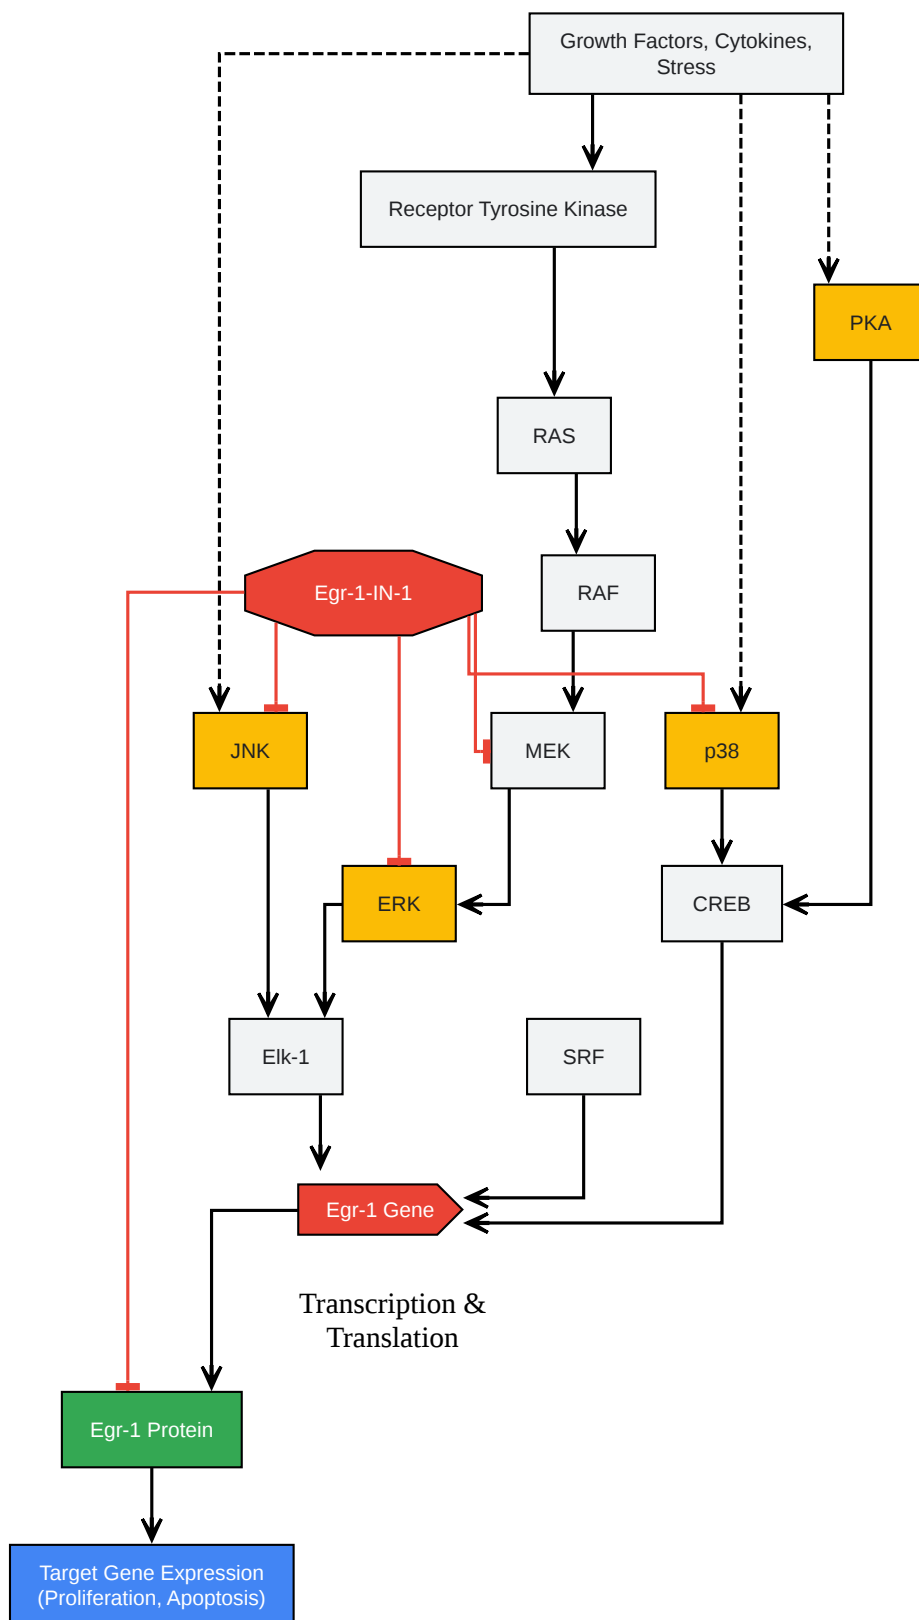 Growth Factors, Cytokines,
Stress
Receptor Tyrosine Kinase
PKA
RAS
Egr-1-IN-1
RAF
JNK
MEK
p38
ERK
CREB
Elk-1
SRF
Egr-1 Gene
Transcription &
Translation
Egr-1 Protein
Target Gene Expression
(Proliferation, Apoptosis)